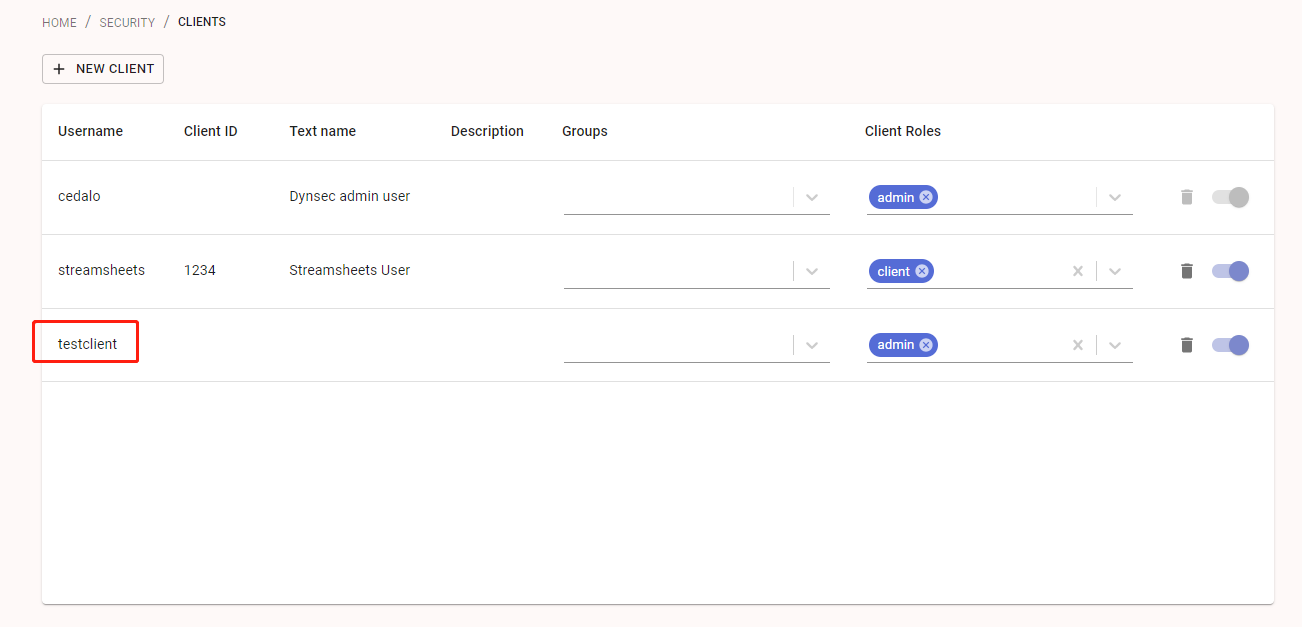 HOME / SECURITY / CLIENTS
+ NEW CLIENT
Username Client ID Text name Description Groups Client Roles
cedalo Dynsec admin user admin
streamsheets 1234 Streamsheets User client
testclient admin